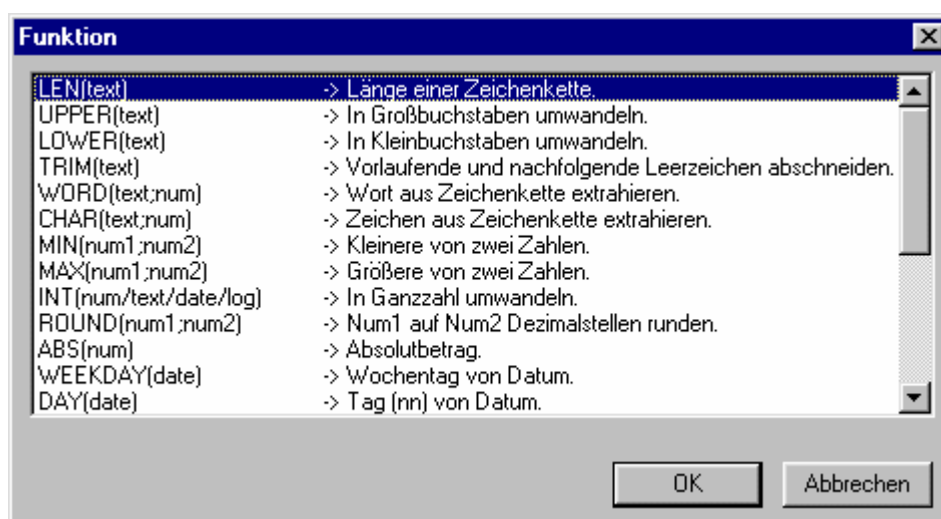 Funktion
LEN(text) -> Länge einer Zeichenkette.
UPPER(text) -> In Großbuchstaben umwandeln.
LOWER(text) -> In Kleinbuchstaben umwandeln.
TRIM(text) -> Vorlaufende und nachfolgende Leerzeichen abschneiden.
WORD(text;num) -> Wort aus Zeichenkette extrahieren.
CHAR(text;num) -> Zeichen aus Zeichenkette extrahieren.
MIN(num1;num2) -> Kleinere von zwei Zahlen.
MAX(num1;num2) -> Größere von zwei Zahlen.
INT(num/text/date/log) -> In Ganzzahl umwandeln.
ROUND(num1;num2) -> Num1 auf Num2 Dezimalstellen runden.
ABS(num) -> Absolutbetrag.
WEEKDAY(date) -> Wochentag von Datum.
DAY(date) -> Tag (nn) von Datum.
OK Abbrechen